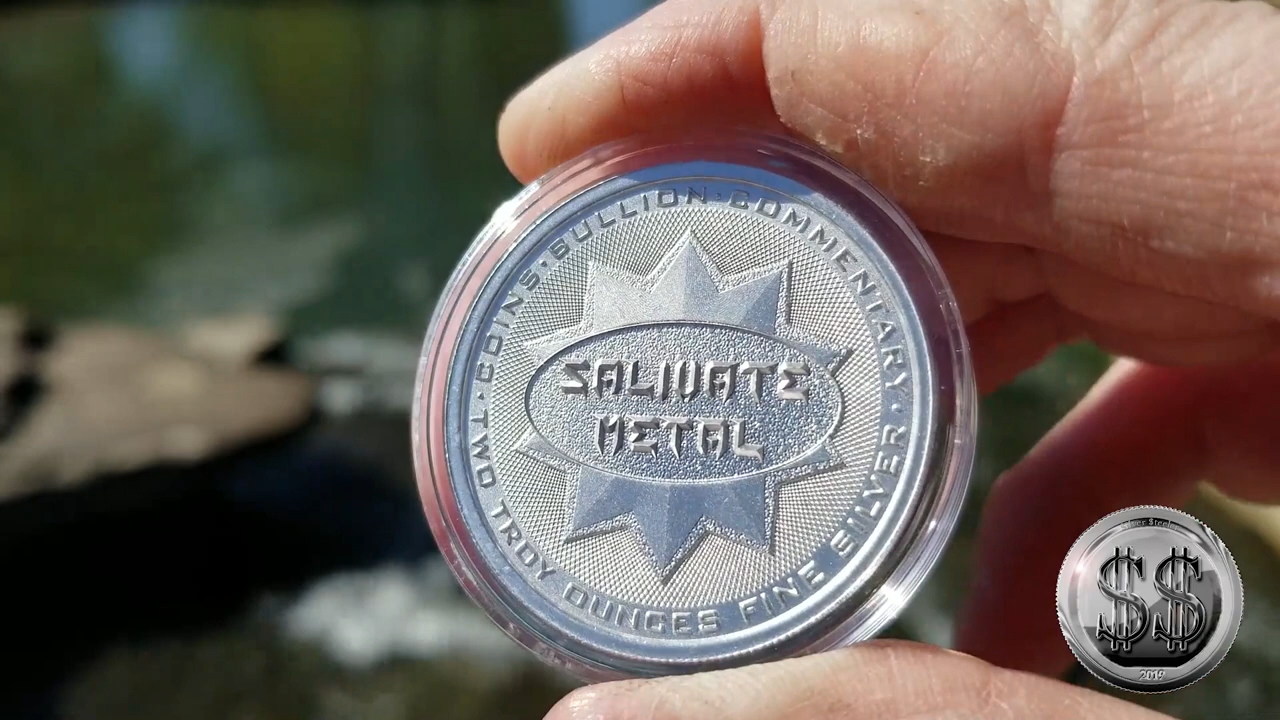 COINS·BULLION·COMMENTARY·
SALIVATE
METAL
TWO TROY OUNCES FINE SILVER
$$
2019